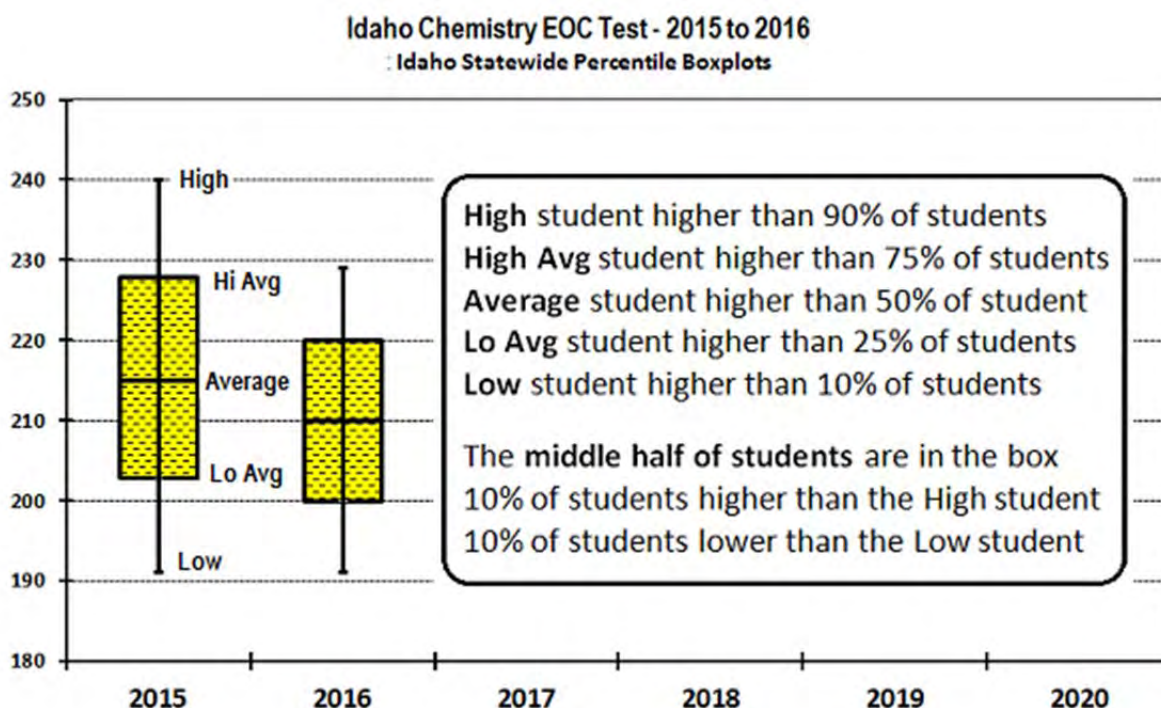 Idaho Chemistry EOC Test - 2015 to 2016
: Idaho Statewide Percentile Boxplots
250
240
230
220
210
200
190
180
High
Hi Avg
Average
Lo Avg
Low
High student higher than 90% of students
High Avg student higher than 75% of students
Average student higher than 50% of student
Lo Avg student higher than 25% of students
Low student higher than 10% of students
The middle half of students are in the box
10% of students higher than the High student
10% of students lower than the Low student
2015 2016 2017 2018 2019 2020